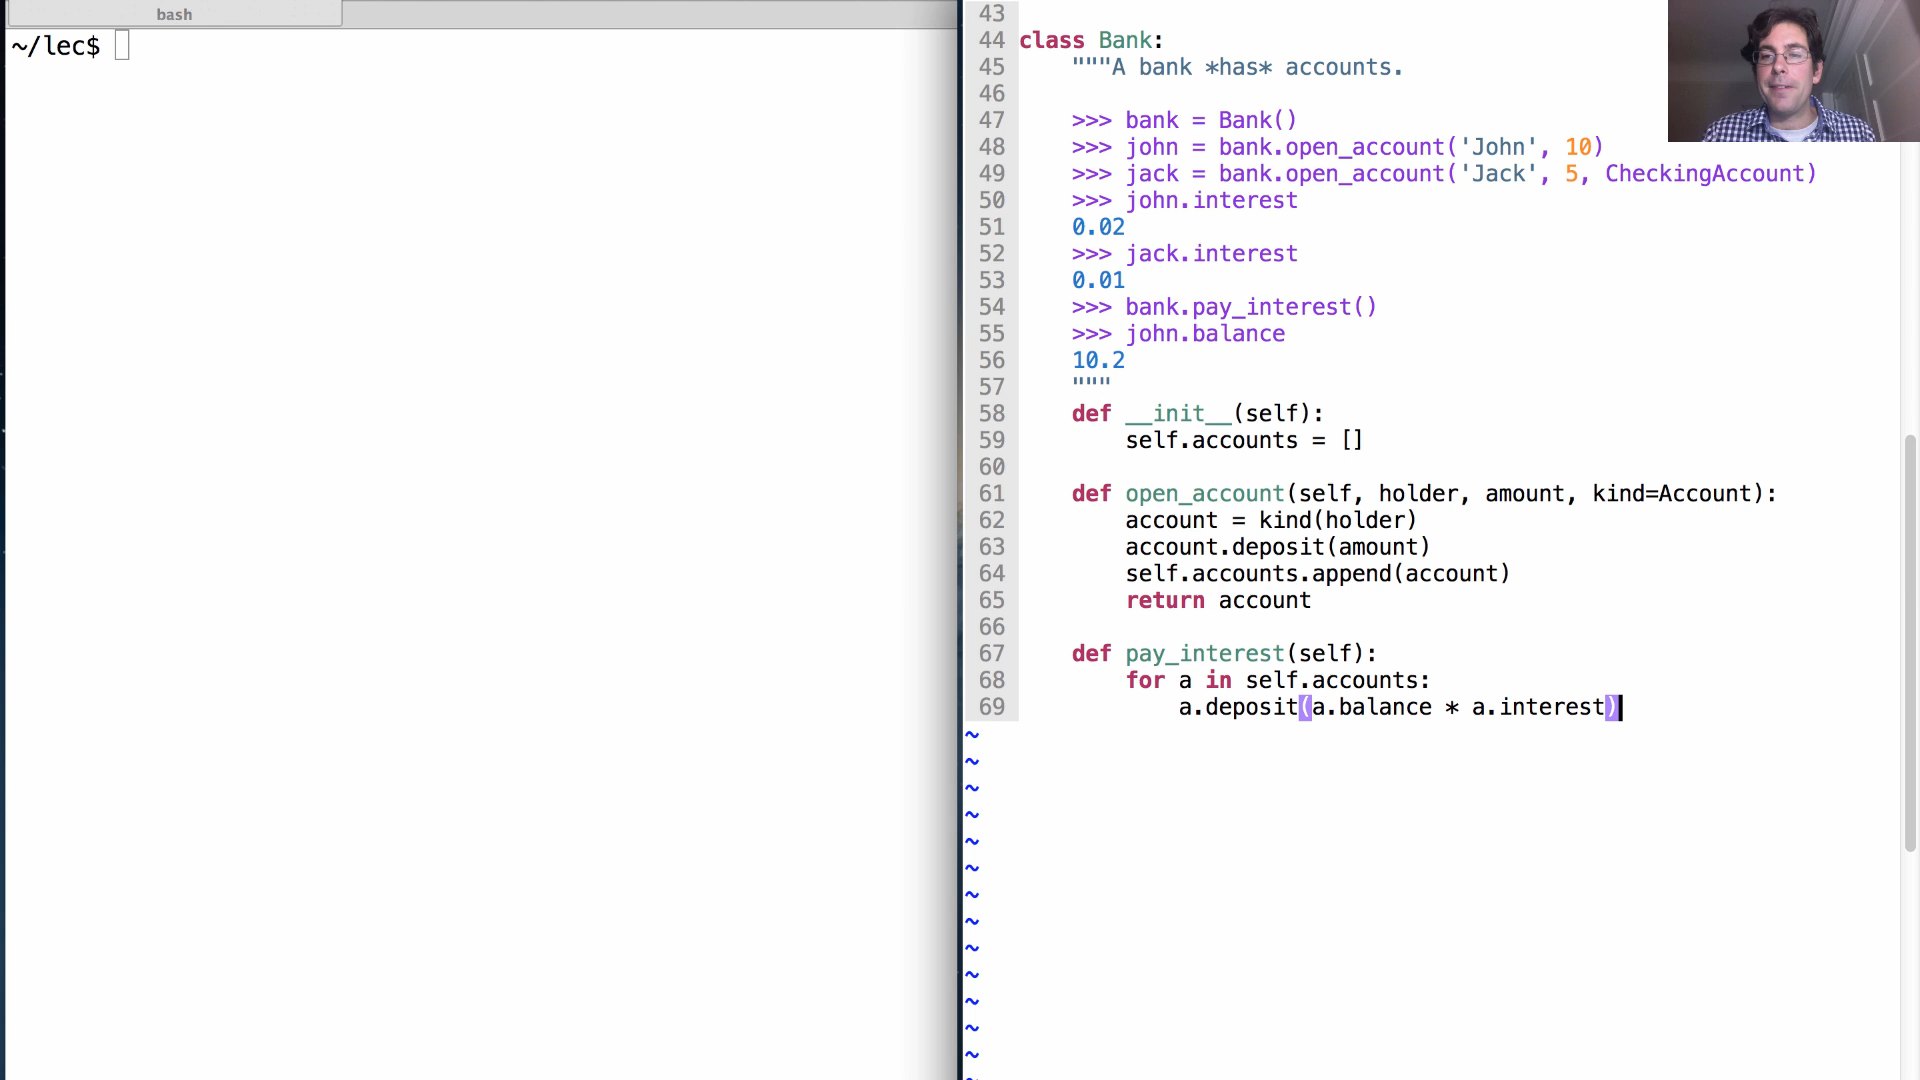 bash
~/lec$
43
44 class Bank:
45     """A bank *has* accounts.
46
47     >>> bank = Bank()
48     >>> john = bank.open_account('John', 10)
49     >>> jack = bank.open_account('Jack', 5, CheckingAccount)
50     >>> john.interest
51     0.02
52     >>> jack.interest
53     0.01
54     >>> bank.pay_interest()
55     >>> john.balance
56     10.2
57     """
58     def __init__(self):
59         self.accounts = []
60
61     def open_account(self, holder, amount, kind=Account):
62         account = kind(holder)
63         account.deposit(amount)
64         self.accounts.append(account)
65         return account
66
67     def pay_interest(self):
68         for a in self.accounts:
69             a.deposit(a.balance * a.interest)
~
~
~
~
~
~
~
~
~
~
~
~
~
~